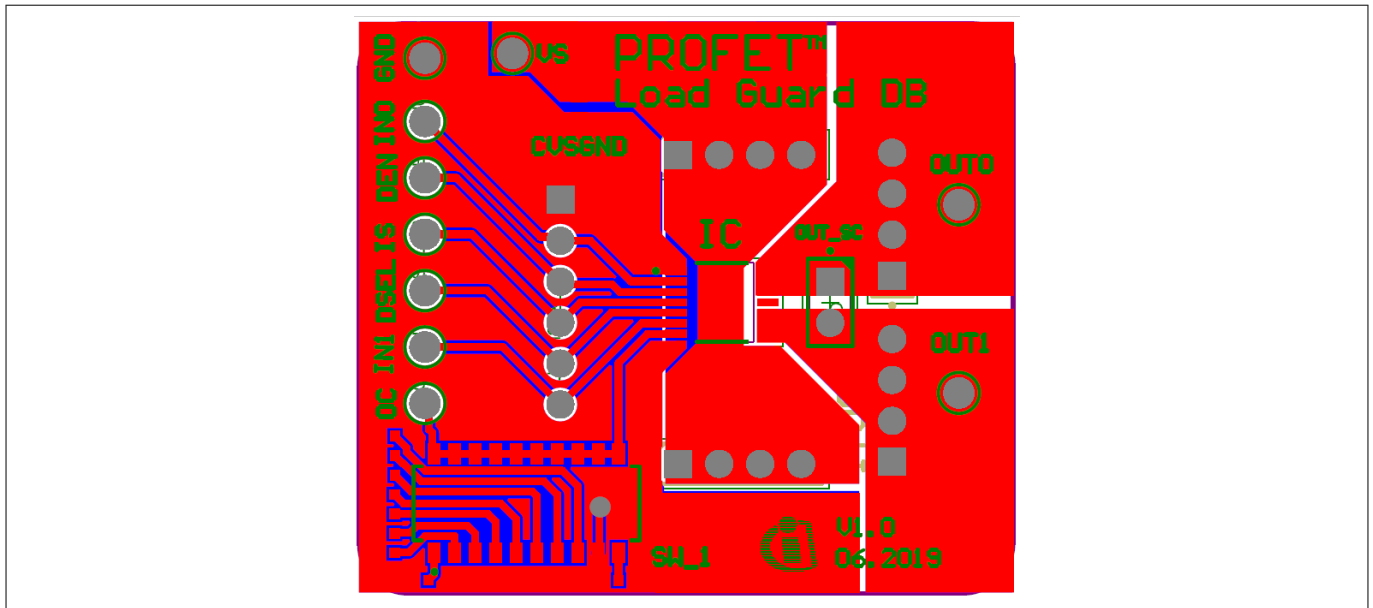 GND
VS
PROFET™
Load Guard DB
IN0
CVSGND
DEN
OUT0
IS
IC
OUT_SC
DSEL
IN1
OUT1
OC
V1.0
SW_1
06.2019